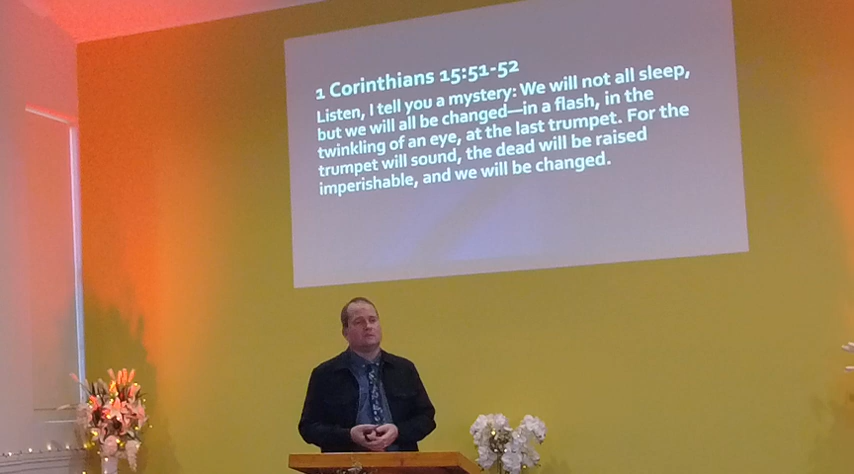 1 Corinthians 15:51-52
Listen, I tell you a mystery: We will not all sleep,
but we will all be changed—in a flash, in the
twinkling of an eye, at the last trumpet. For the
trumpet will sound, the dead will be raised
imperishable, and we will be changed.